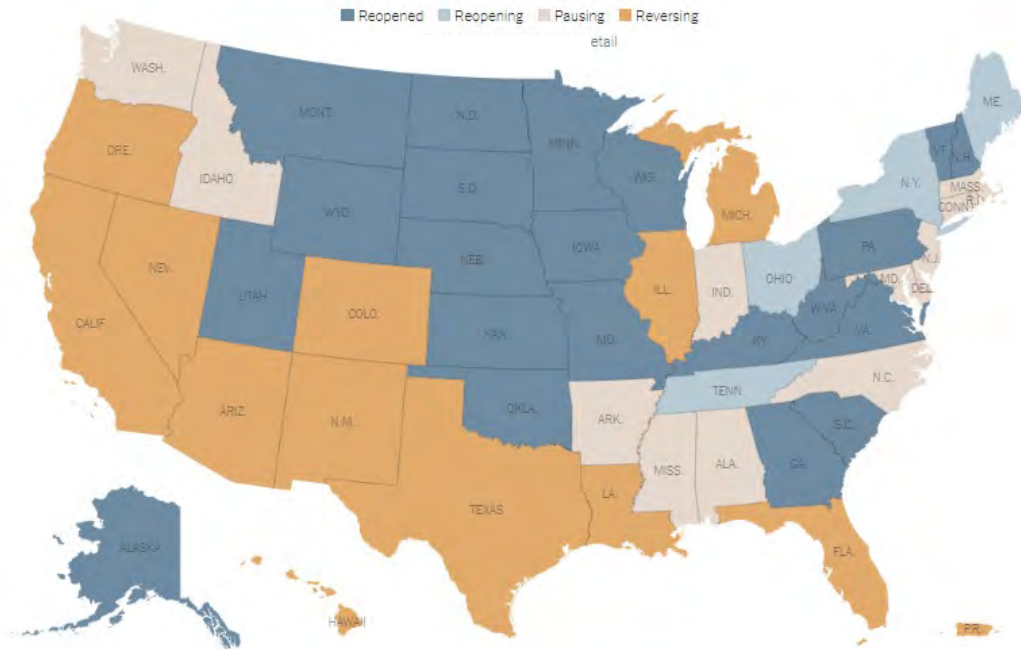 Reopened Reopening Pausing Reversing
etail
WASH.
MONT.
N.D.
MINN.
ME.
ORE.
IDAHO
S.D.
WIS.
VT.
N.H.
N.Y.
MASS.
R.I.
CONN.
WYO.
MICH.
IOWA
PA.
N.J.
NEB.
NEV.
UTAH
OHIO
MD.
DEL.
ILL.
IND.
COLO.
W.VA.
VA.
CALIF.
KAN.
MO.
KY.
N.C.
TENN.
ARIZ.
N.M.
OKLA.
ARK.
S.C.
MISS.
ALA.
GA.
TEXAS
LA.
ALASKA
FLA.
HAWAII
P.R.